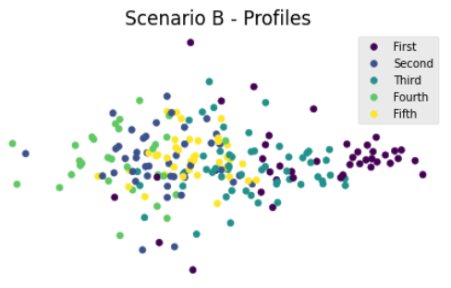 Scenario B - Profiles
First
Second
Third
Fourth
Fifth